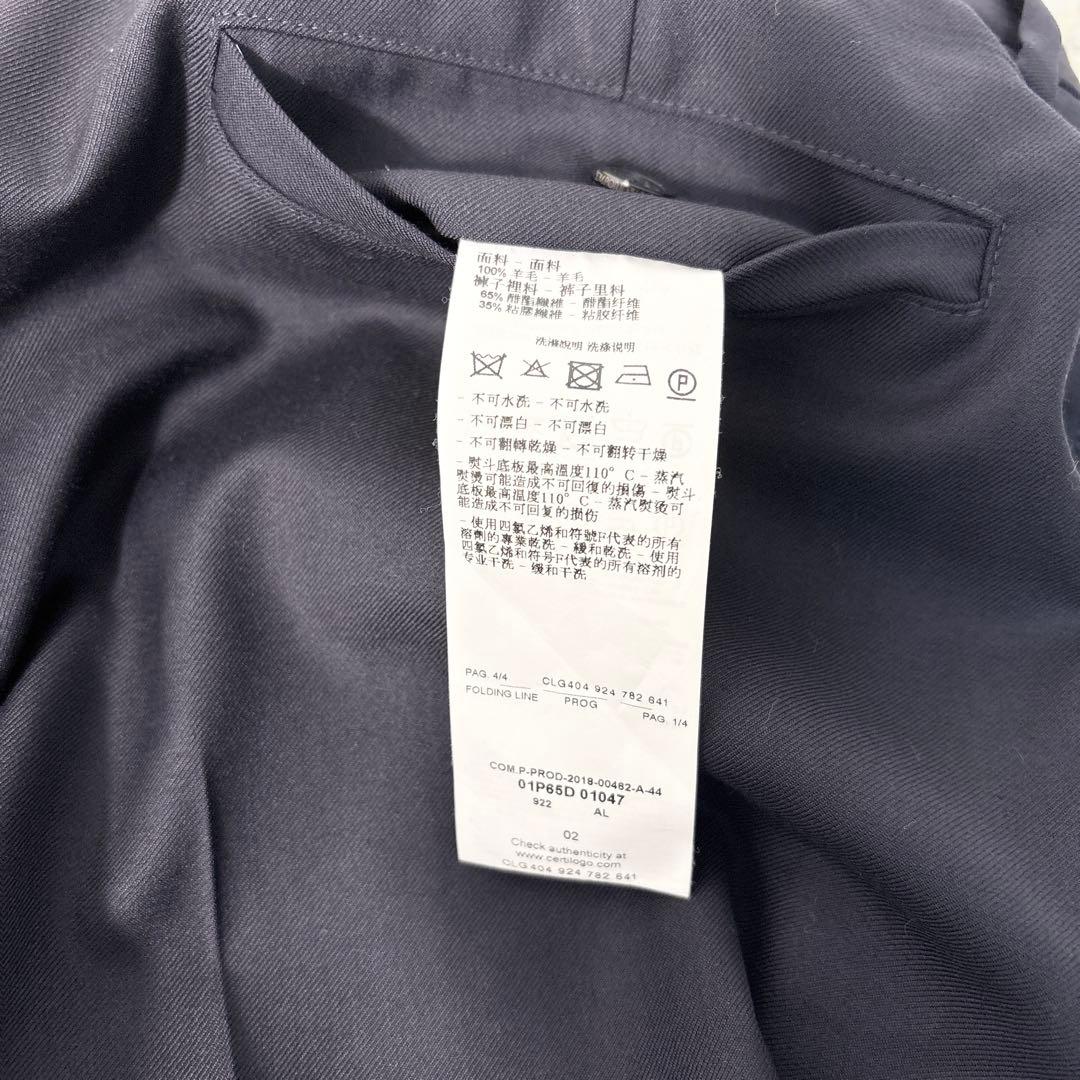 面料 - 面料
100% 羊毛 - 羊毛
褲子裡料 - 裤子里料
65% 醋酯纖維 - 醋酯纤维
35% 粘膠纖維 - 粘胶纤维
洗滌說明 洗涤说明
P
- 不可水洗 - 不可水洗
- 不可漂白 - 不可漂白
- 不可翻轉乾燥 - 不可翻转干燥
- 熨斗底板最高溫度110° C - 蒸汽
熨燙可能造成不可回復的損傷 - 熨斗
底板最高温度110° C - 蒸汽熨烫可
能造成不可回复的损伤
- 使用四氯乙烯和符號F代表的所有
溶劑的專業乾洗 - 緩和乾洗 - 使用
四氯乙烯和符号F代表的所有溶剂的
专业干洗 - 缓和干洗
PAG. 4/4 CLG404 924 782 641
FOLDING LINE PROG PAG. 1/4
COM.P-PROD-2018-00462-A-44
01P65D 01047
922 AL
02
Check authenticity at
www.certilogo.com
CLG404 924 782 641